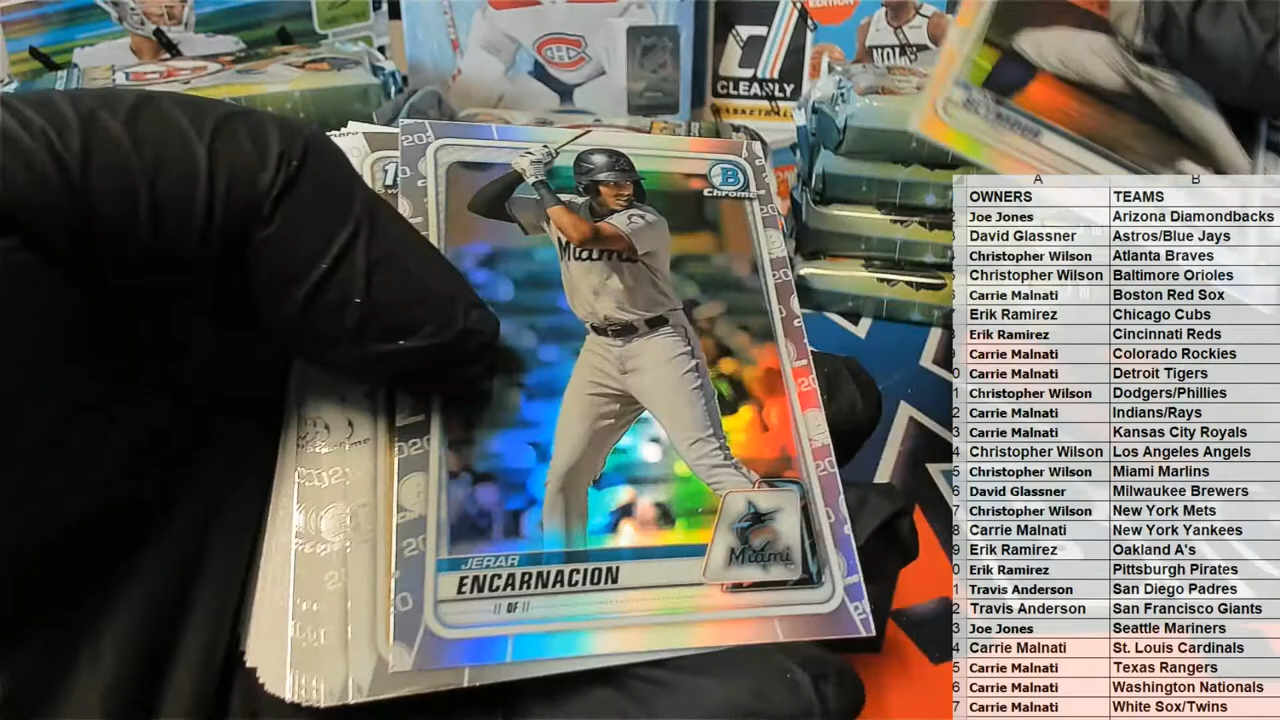 EDITION
NOLA
CLEARLY
BASKETBALL
B
Chrome
Miami
Miami
JERAR
ENCARNACION
11 OF 11
A B
OWNERS TEAMS
Joe Jones Arizona Diamondbacks
David Glassner Astros/Blue Jays
Christopher Wilson Atlanta Braves
Christopher Wilson Baltimore Orioles
Carrie Malnati Boston Red Sox
Erik Ramirez Chicago Cubs
Erik Ramirez Cincinnati Reds
Carrie Malnati Colorado Rockies
Carrie Malnati Detroit Tigers
Christopher Wilson Dodgers/Phillies
Carrie Malnati Indians/Rays
Carrie Malnati Kansas City Royals
Christopher Wilson Los Angeles Angels
Christopher Wilson Miami Marlins
David Glassner Milwaukee Brewers
Christopher Wilson New York Mets
Carrie Malnati New York Yankees
Erik Ramirez Oakland A's
Erik Ramirez Pittsburgh Pirates
Travis Anderson San Diego Padres
Travis Anderson San Francisco Giants
Joe Jones Seattle Mariners
Carrie Malnati St. Louis Cardinals
Carrie Malnati Texas Rangers
Carrie Malnati Washington Nationals
Carrie Malnati White Sox/Twins